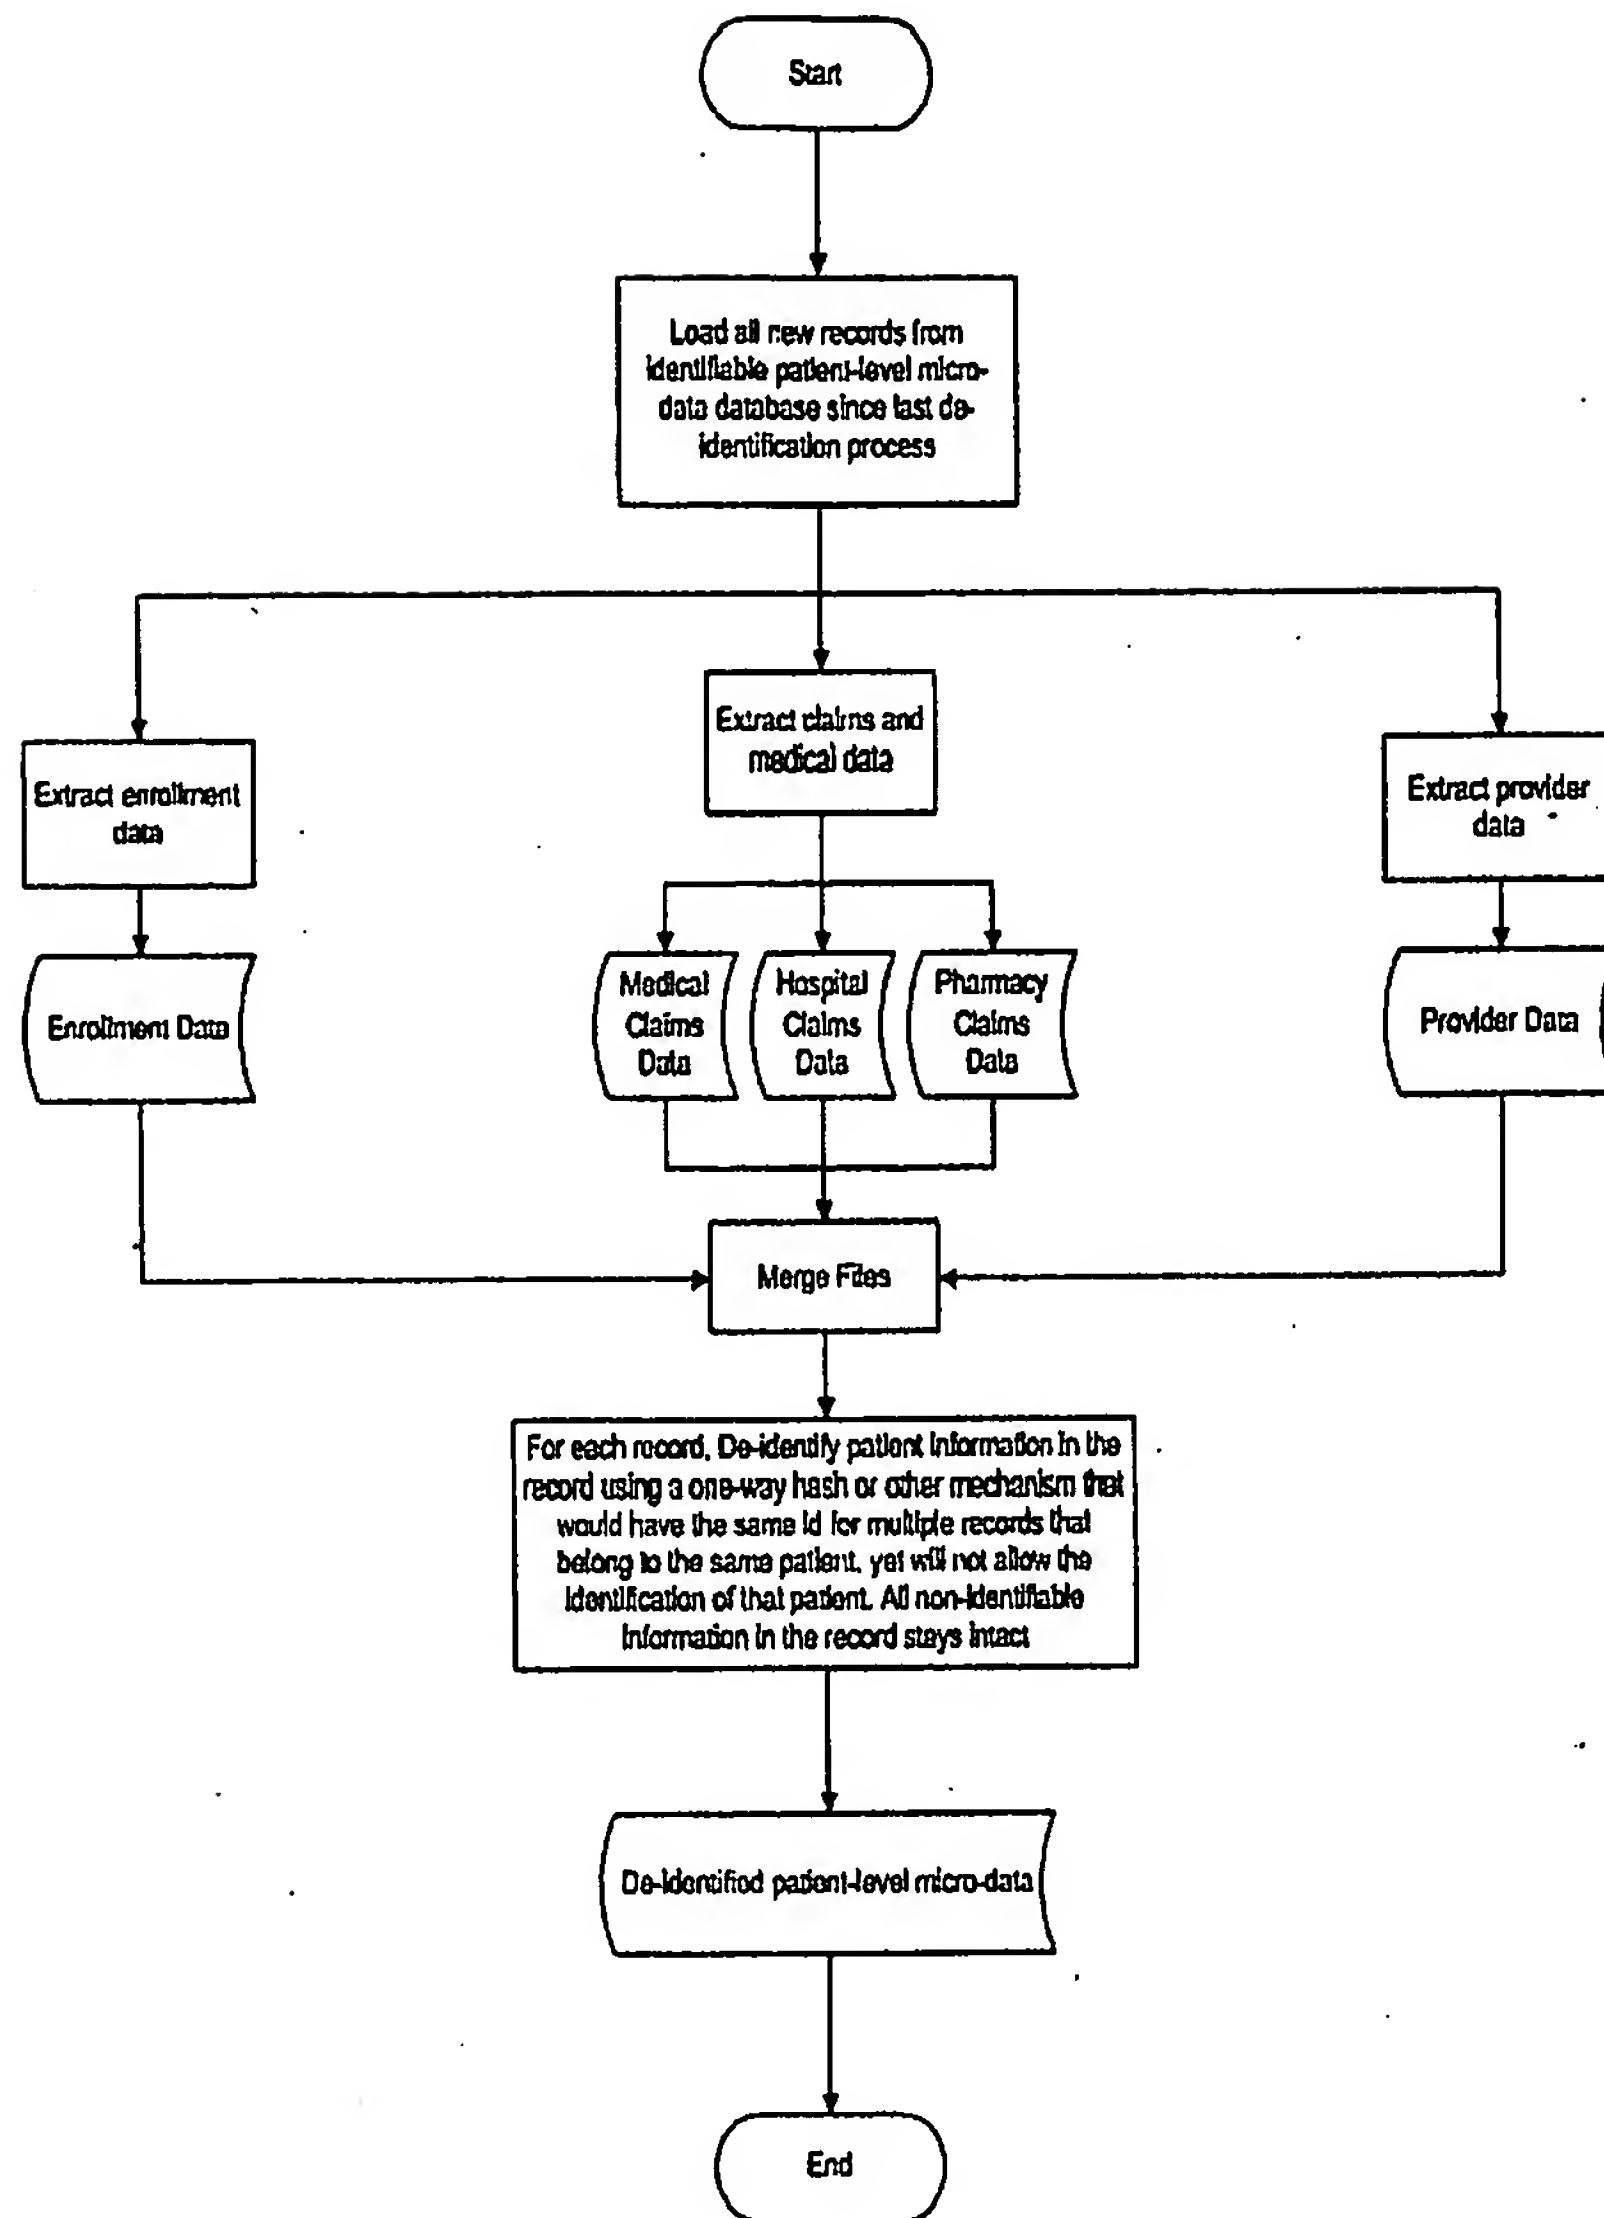 Start
Load all new records from
identifiable patient-level micro-
data database since last de-
identification process
Extract claims and
medical data
Extract enrollment
data
Extract provider
data
Medical
Claims
Data
Hospital
Claims
Data
Pharmacy
Claims
Data
Enrollment Data
Provider Data
Merge Files
For each record, De-identify patient information in the
record using a one-way hash or other mechanism that
would have the same id for multiple records that
belong to the same patient, yet will not allow the
identification of that patient. All non-identifiable
information in the record stays intact
De-identified patient-level micro-data
End